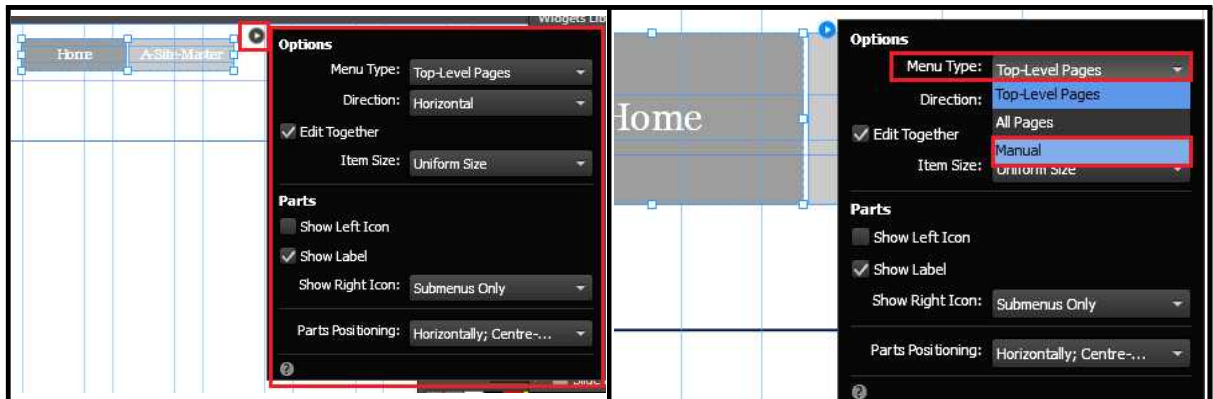 Widgets Lib
Home
A-Site-Master
Options
Menu Type: Top-Level Pages
Direction: Horizontal
Edit Together
Item Size: Uniform Size
Parts
Show Left Icon
Show Label
Show Right Icon: Submenus Only
Parts Positioning: Horizontally; Centre-...
Slide
Home
Options
Menu Type: Top-Level Pages
Direction: Top-Level Pages
All Pages
Edit Together
Manual
Item Size: Uniform Size
Parts
Show Left Icon
Show Label
Show Right Icon: Submenus Only
Parts Positioning: Horizontally; Centre-...